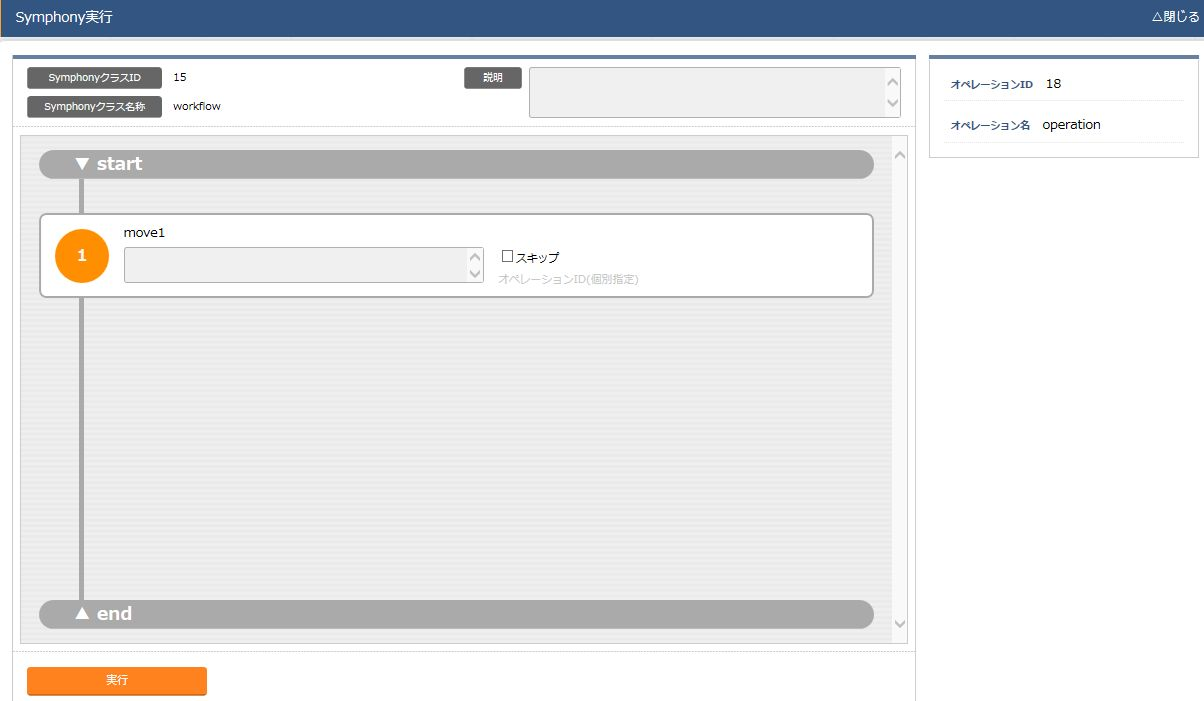 Symphony実行
△閉じる
SymphonyクラスID 15
説明
Symphonyクラス名称 workflow
オペレーションID 18
オペレーション名 operation
▼ start
1
move1
スキップ
オペレーションID(個別指定)
▲ end
実行